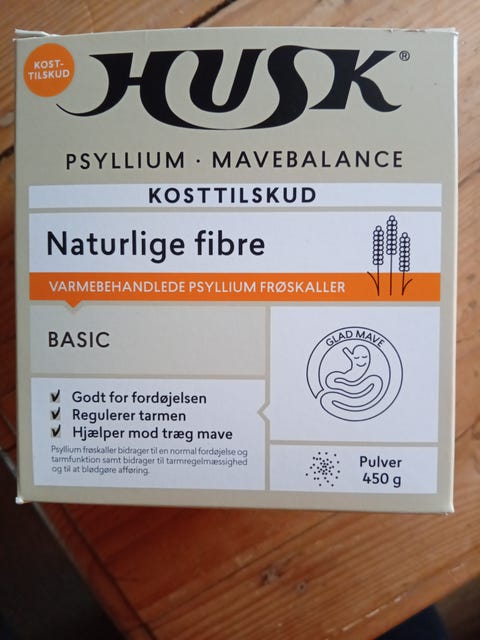 KOST-
TILSKUD
HUSK®
PSYLLIUM · MAVEBALANCE
KOSTTILSKUD
Naturlige fibre
VARMEBEHANDLEDE PSYLLIUM FRØSKALLER
BASIC
GLAD MAVE
Godt for fordøjelsen
Regulerer tarmen
Hjælper mod træg mave
Psyllium frøskaller bidrager til en normal fordøjelse og
tarmfunktion samt bidrager til tarmregelmæssighed
og til at blødgøre afføring.
Pulver
450 g